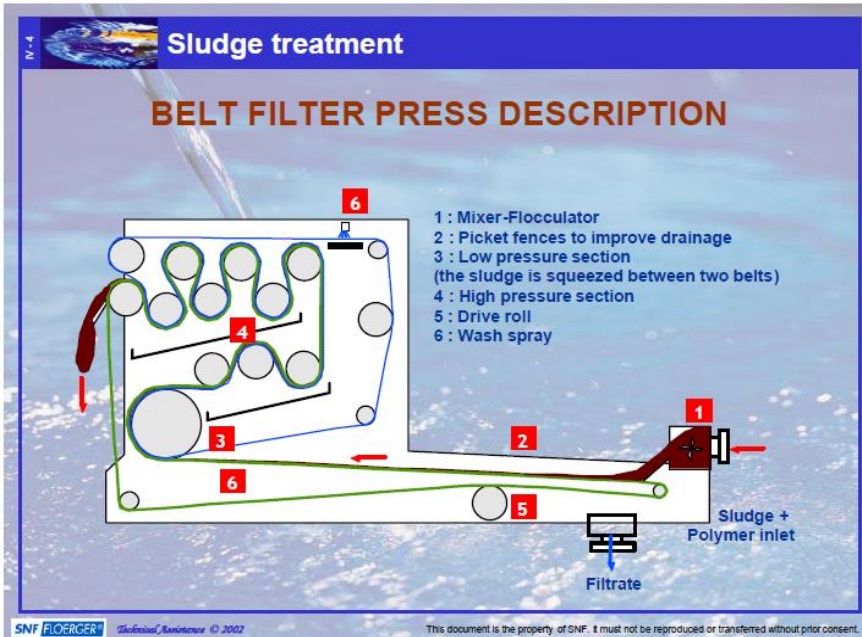 IV - 4
Sludge treatment
BELT FILTER PRESS DESCRIPTION
6
1 : Mixer-Flocculator
2 : Picket fences to improve drainage
3 : Low pressure section
(the sludge is squeezed between two belts)
4 : High pressure section
5 : Drive roll
6 : Wash spray
4
1
3
2
6
5
Sludge +
Polymer inlet
Filtrate
SNF FLOERGER® Technical Assistance © 2002
This document is the property of SNF. It must not be reproduced or transferred without prior consent.